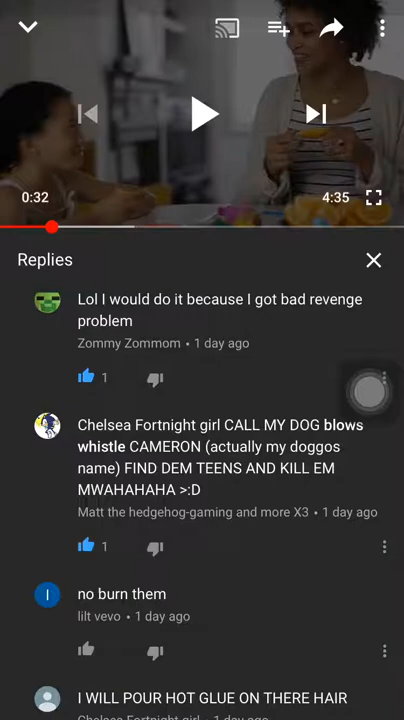 0:32
4:35
Replies
Lol I would do it because I got bad revenge
problem
Zommy Zommom • 1 day ago
1
Chelsea Fortnight girl CALL MY DOG blows
whistle CAMERON (actually my doggos
name) FIND DEM TEENS AND KILL EM
MWAHAHAHA >:D
Matt the hedgehog-gaming and more X3 • 1 day ago
1
I
no burn them
lilt vevo • 1 day ago
I WILL POUR HOT GLUE ON THERE HAIR
Chelsea Fortnight girl • 1 day ago